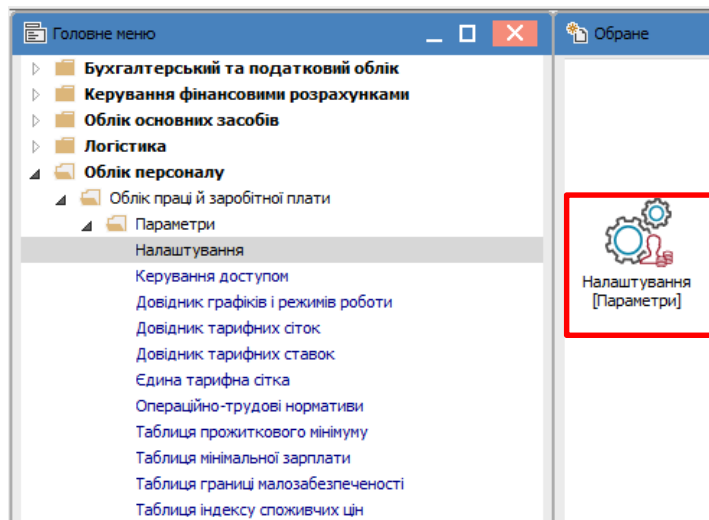 Головне меню
Бухгалтерський та податковий облік
Керування фінансовими розрахунками
Облік основних засобів
Логістика
Облік персоналу
Облік праці й заробітної плати
Параметри
Налаштування
Керування доступом
Довідник графіків і режимів роботи
Довідник тарифних сіток
Довідник тарифних ставок
Єдина тарифна сітка
Операційно-трудові нормативи
Таблиця прожиткового мінімуму
Таблиця мінімальної зарплати
Таблиця границі малозабезпеченості
Таблиця індексу споживчих цін
Обране
Налаштування
[Параметри]